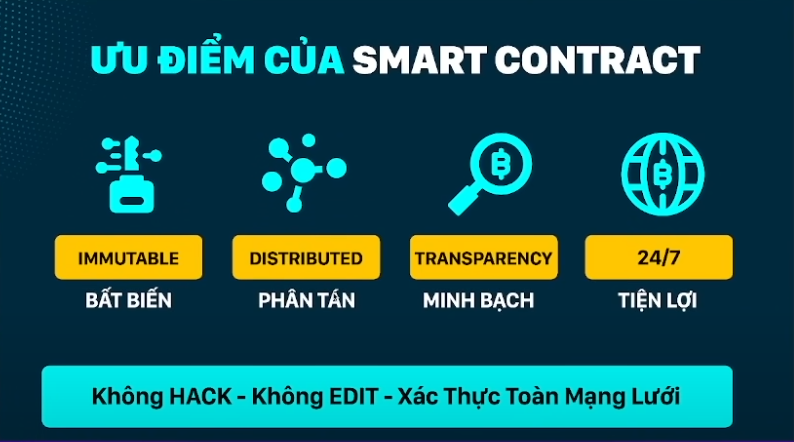 ƯU ĐIỂM CỦA SMART CONTRACT
IMMUTABLE
DISTRIBUTED
TRANSPARENCY
24/7
BẤT BIẾN
PHÂN TÁN
MINH BẠCH
TIỆN LỢI
Không HACK - Không EDIT - Xác Thực Toàn Mạng Lưới